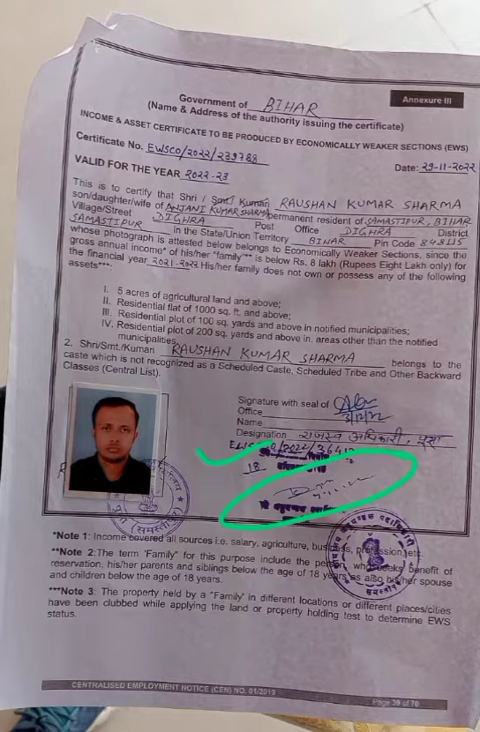 Annexure III
Government of BIHAR
(Name & Address of the authority issuing the certificate)
INCOME & ASSET CERTIFICATE TO BE PRODUCED BY ECONOMICALLY WEAKER SECTIONS (EWS)
Certificate No. EWSCO/2022/239788 Date: 29-11-2022
VALID FOR THE YEAR 2022-23
This is to certify that Shri / Smt./ Kumari RAUSHAN KUMAR SHARMA
son/daughter/wife of ANJANI KUMAR SHARMA permanent resident of SAMASTIPUR, BIHAR
Village/Street DIGHRA Post Office DIGHRA District
SAMASTIPUR in the State/Union Territory BIHAR Pin Code 848115
whose photograph is attested below belongs to Economically Weaker Sections, since the
gross annual income* of his/her "family"** is below Rs. 8 lakh (Rupees Eight Lakh only) for
the financial year 2021-2022 His/her family does not own or possess any of the following
assets***:
I. 5 acres of agricultural land and above;
II. Residential flat of 1000 sq. ft. and above;
III. Residential plot of 100 sq. yards and above in notified municipalities;
IV. Residential plot of 200 sq. yards and above in. areas other than the notified
municipalities.
2. Shri/Smt./Kuman RAUSHAN KUMAR SHARMA belongs to the
caste which is not recognized as a Scheduled Caste, Scheduled Tribe and Other Backward
Classes (Central List).
Signature with seal of
Office
Name
Designation राजस्व अधिकारी, पूसा
*Note 1: Income covered all sources i.e. salary, agriculture, business, profession, etc.
**Note 2:The term 'Family" for this purpose include the person, who seeks benefit of
reservation, his/her parents and siblings below the age of 18 years as also his/her spouse
and children below the age of 18 years.
***Note 3: The property held by a "Family' in different locations or different places/cities
have been clubbed while applying the land or property holding test to determine EWS
status.
CENTRALISED EMPLOYMENT NOTICE (CEN) NO. 01/2019 Page 39 of 70